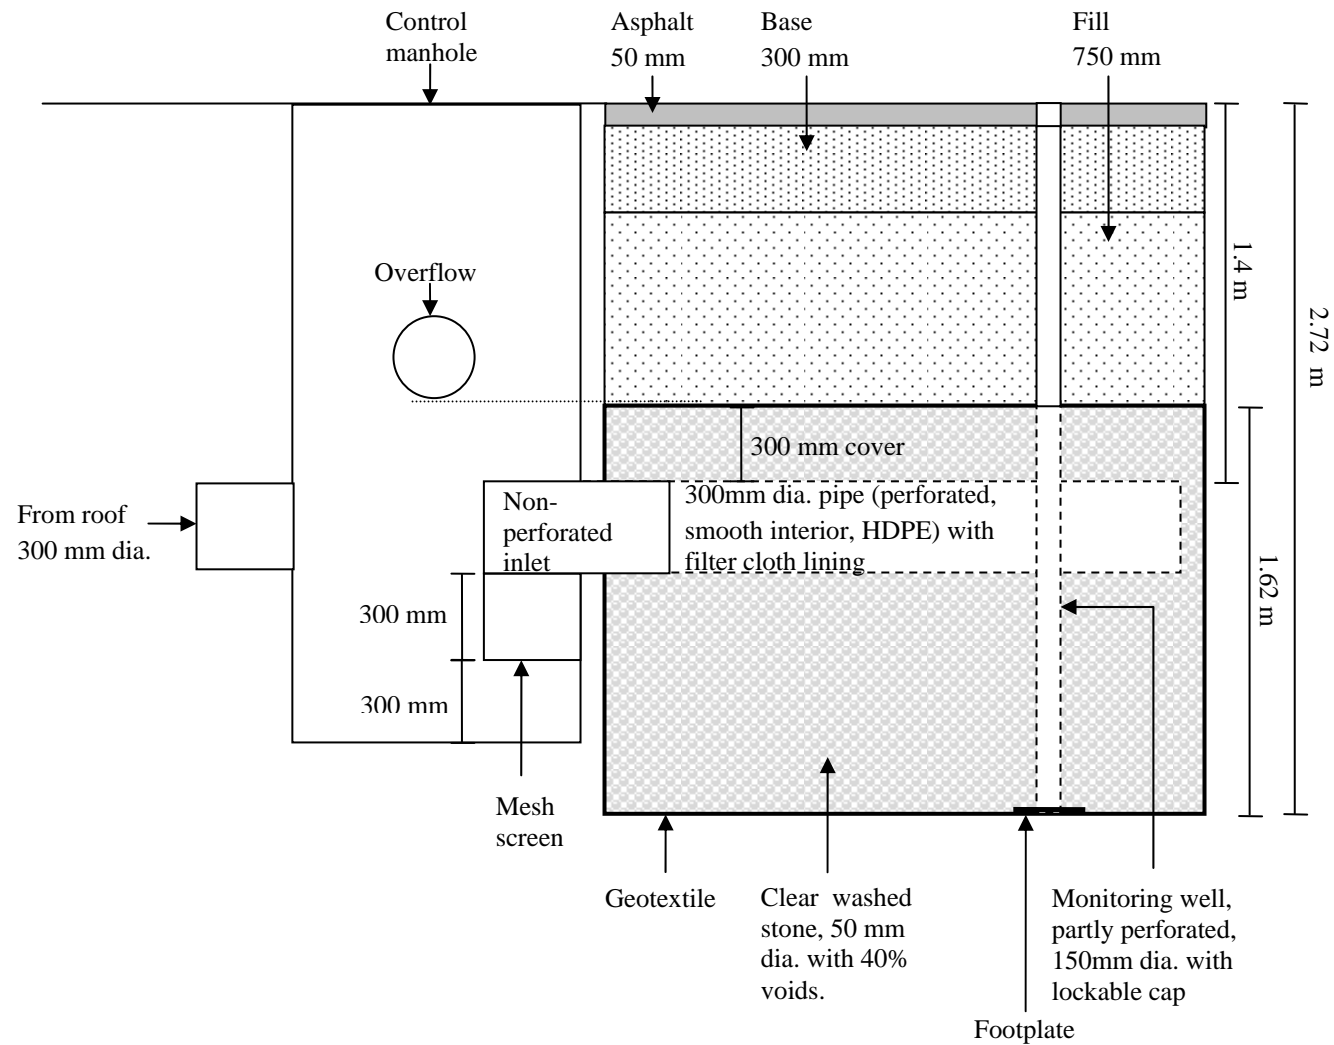 Control
manhole
Asphalt
50 mm
Base
300 mm
Fill
750 mm
Overflow
1.4 m
2.72 m
300 mm cover
From roof
300 mm dia.
Non-
perforated
inlet
300mm dia. pipe (perforated,
smooth interior, HDPE) with
filter cloth lining
1.62 m
300 mm
300 mm
Mesh
screen
Geotextile
Clear washed
stone, 50 mm
dia. with 40%
voids.
Monitoring well,
partly perforated,
150mm dia. with
lockable cap
Footplate